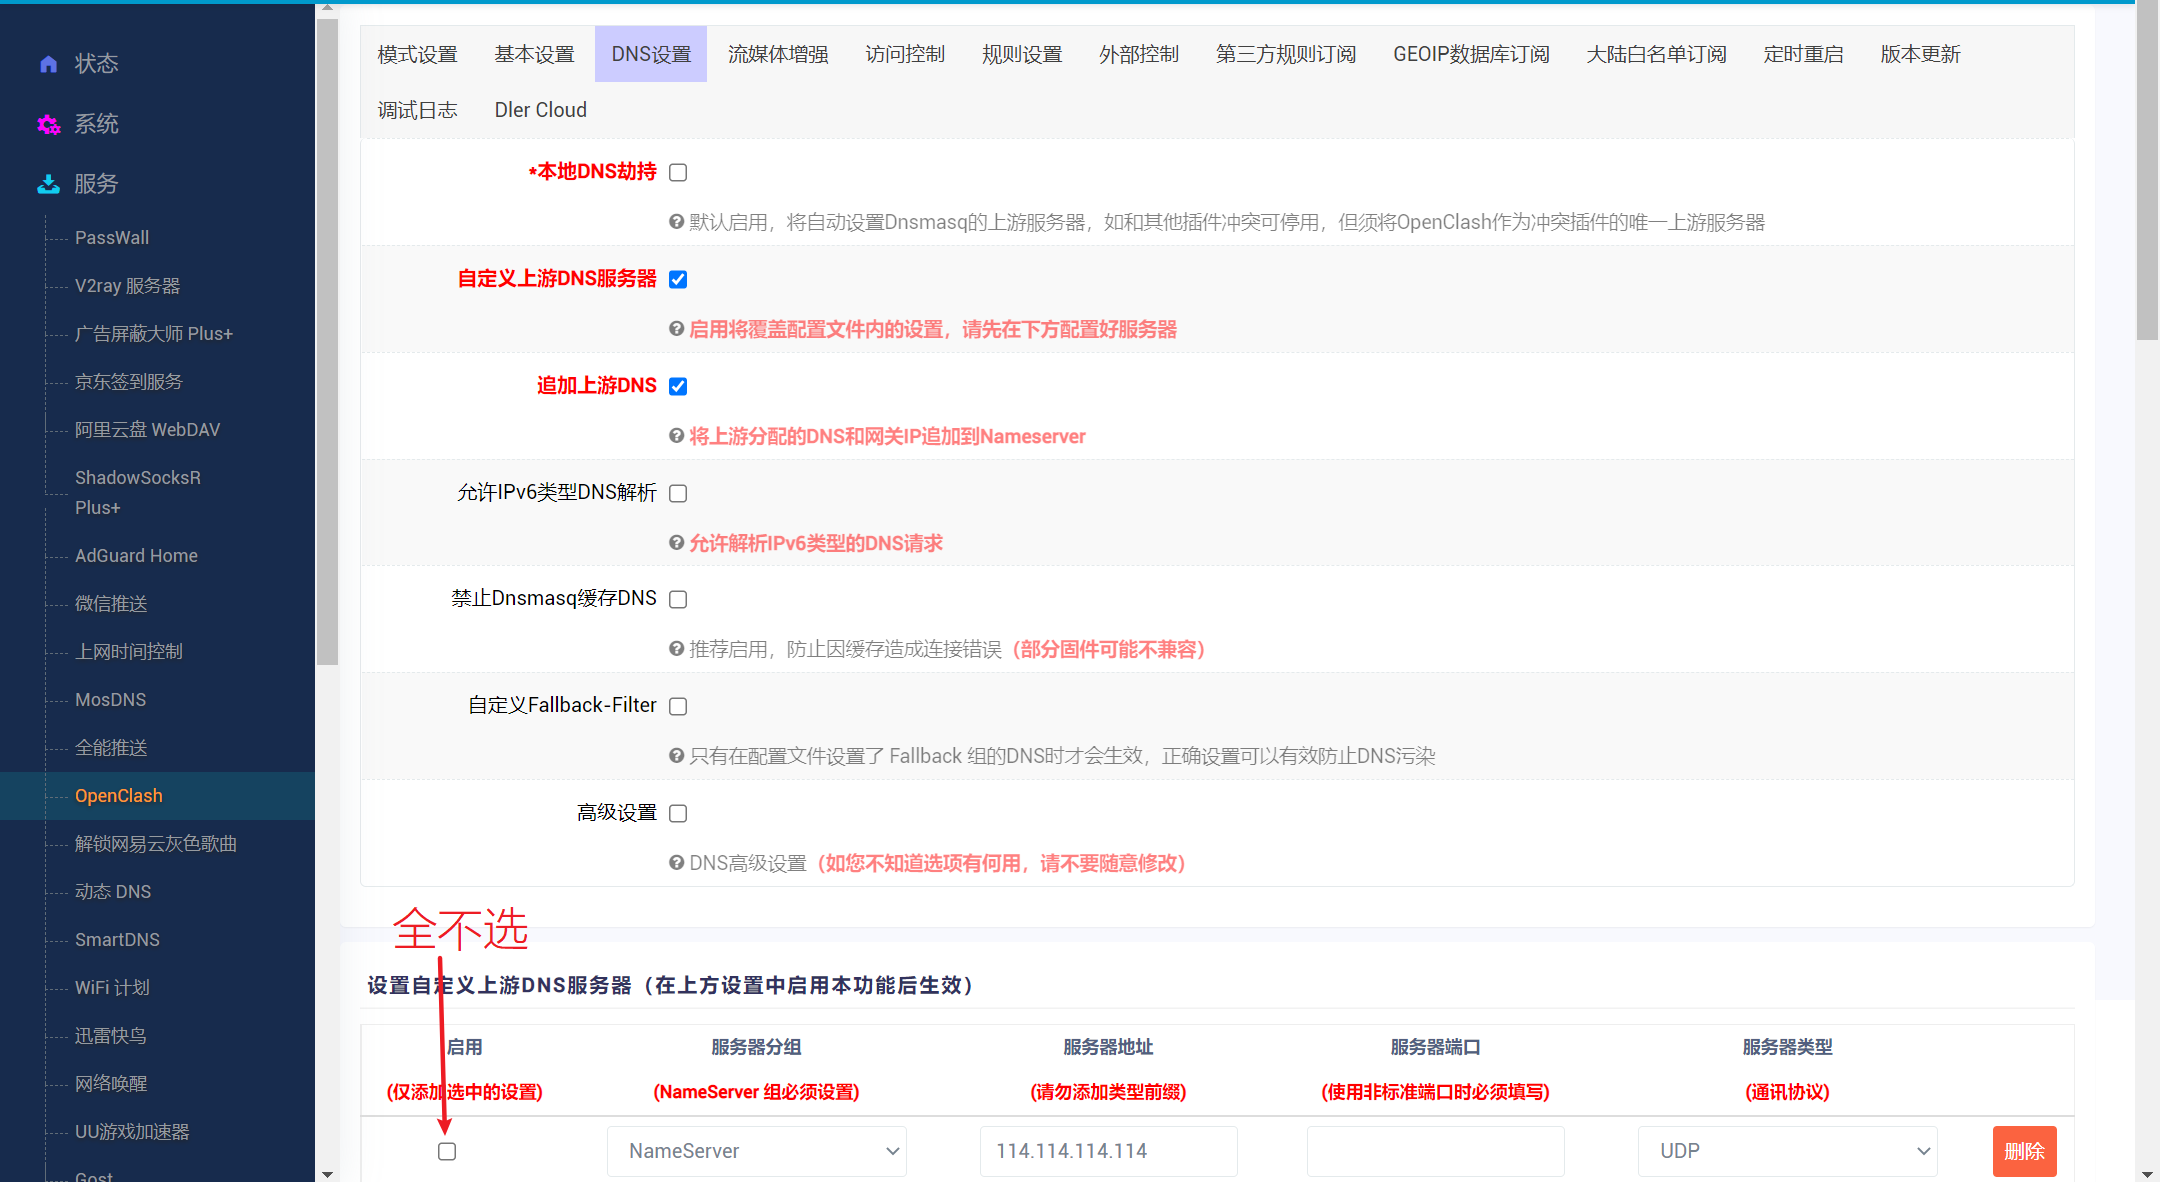 状态
系统
服务
PassWall
V2ray 服务器
广告屏蔽大师 Plus+
京东签到服务
阿里云盘 WebDAV
ShadowSocksR
Plus+
AdGuard Home
微信推送
上网时间控制
MosDNS
全能推送
OpenClash
解锁网易云灰色歌曲
动态 DNS
SmartDNS
WiFi 计划
迅雷快鸟
网络唤醒
UU游戏加速器
Gost
模式设置 基本设置 DNS设置 流媒体增强 访问控制 规则设置 外部控制 第三方规则订阅 GEOIP数据库订阅 大陆白名单订阅 定时重启 版本更新
调试日志 Dler Cloud
*本地DNS劫持
默认启用，将自动设置Dnsmasq的上游服务器，如和其他插件冲突可停用，但须将OpenClash作为冲突插件的唯一上游服务器
自定义上游DNS服务器
启用将覆盖配置文件内的设置，请先在下方配置好服务器
追加上游DNS
将上游分配的DNS和网关IP追加到Nameserver
允许IPv6类型DNS解析
允许解析IPv6类型的DNS请求
禁止Dnsmasq缓存DNS
推荐启用，防止因缓存造成连接错误（部分固件可能不兼容）
自定义Fallback-Filter
只有在配置文件设置了 Fallback 组的DNS时才会生效，正确设置可以有效防止DNS污染
高级设置
DNS高级设置（如您不知道选项有何用，请不要随意修改）
全不选
设置自定义上游DNS服务器（在上方设置中启用本功能后生效）
启用 服务器分组 服务器地址 服务器端口 服务器类型
(仅添加选中的设置) (NameServer 组必须设置) (请勿添加类型前缀) (使用非标准端口时必须填写) (通讯协议)
NameServer 114.114.114.114 UDP 删除